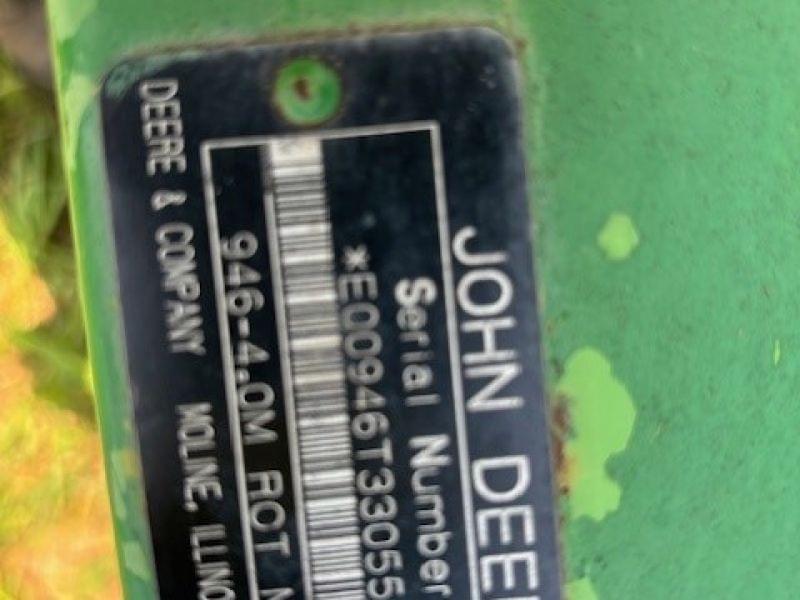 JOHN DEE
Serial Number
*E00946T33055
946-4.0M ROT
DEERE & COMPANY MOLINE, ILLINO